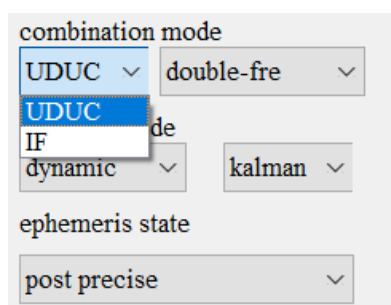 combination mode
UDUC double-fre
UDUC
de
IF
dynamic kalman
ephemeris state
post precise